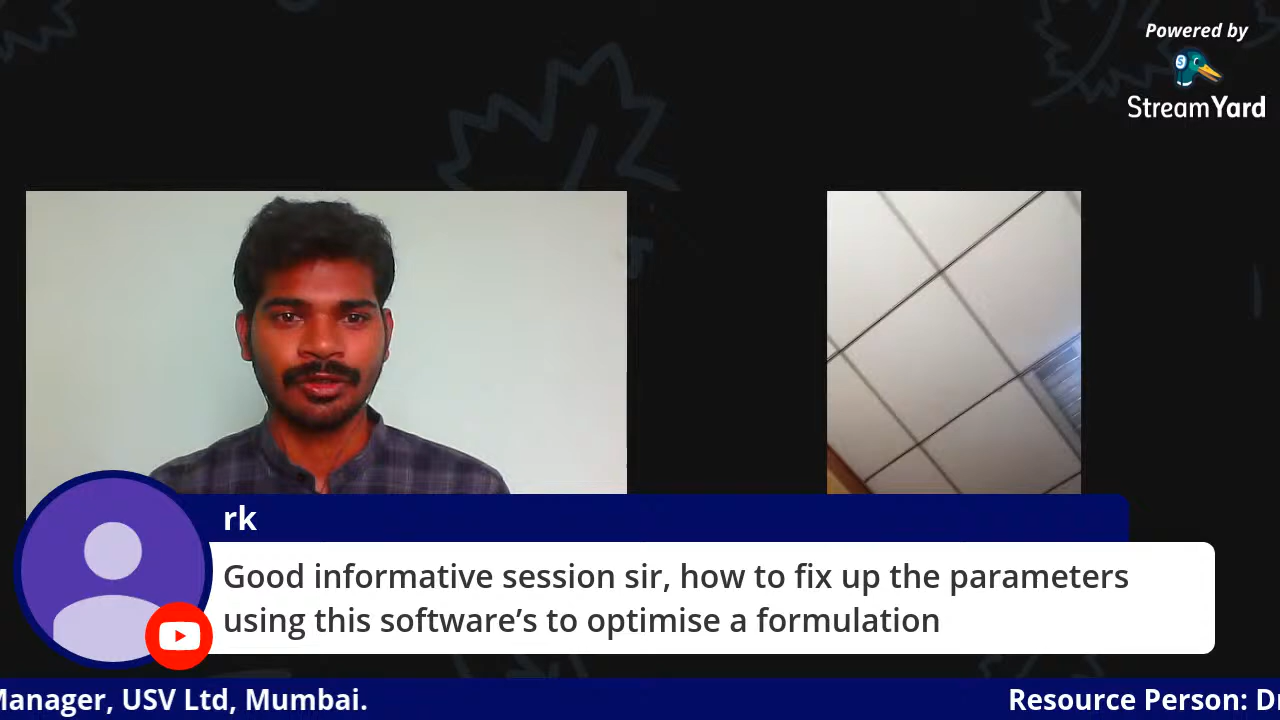 Powered by
StreamYard
rk
Good informative session sir, how to fix up the parameters
using this software’s to optimise a formulation
Manager, USV Ltd, Mumbai.
Resource Person: Dr